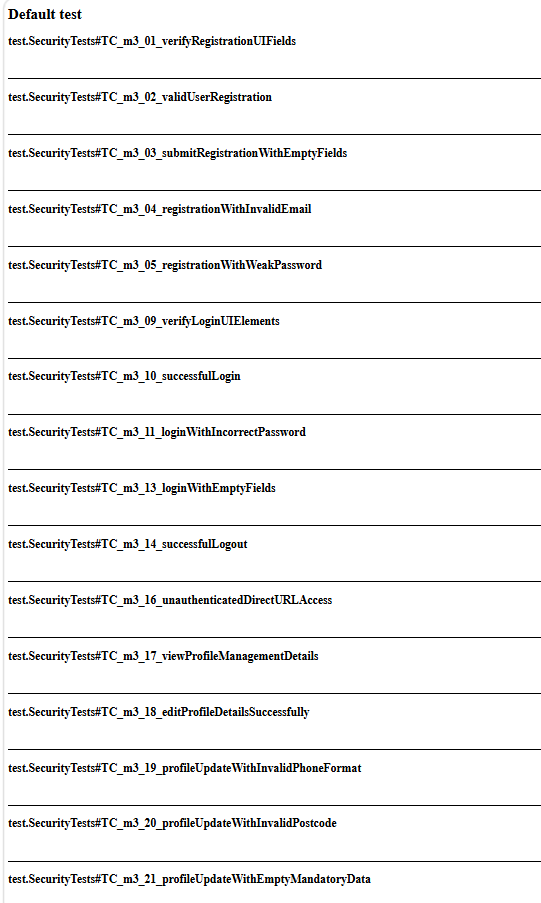 Default test
test.SecurityTests#TC_m3_01_verifyRegistrationUIFields
test.SecurityTests#TC_m3_02_validUserRegistration
test.SecurityTests#TC_m3_03_submitRegistrationWithEmptyFields
test.SecurityTests#TC_m3_04_registrationWithInvalidEmail
test.SecurityTests#TC_m3_05_registrationWithWeakPassword
test.SecurityTests#TC_m3_09_verifyLoginUIElements
test.SecurityTests#TC_m3_10_successfulLogin
test.SecurityTests#TC_m3_11_loginWithIncorrectPassword
test.SecurityTests#TC_m3_13_loginWithEmptyFields
test.SecurityTests#TC_m3_14_successfulLogout
test.SecurityTests#TC_m3_16_unauthenticatedDirectURLAccess
test.SecurityTests#TC_m3_17_viewProfileManagementDetails
test.SecurityTests#TC_m3_18_editProfileDetailsSuccessfully
test.SecurityTests#TC_m3_19_profileUpdateWithInvalidPhoneFormat
test.SecurityTests#TC_m3_20_profileUpdateWithInvalidPostcode
test.SecurityTests#TC_m3_21_profileUpdateWithEmptyMandatoryData